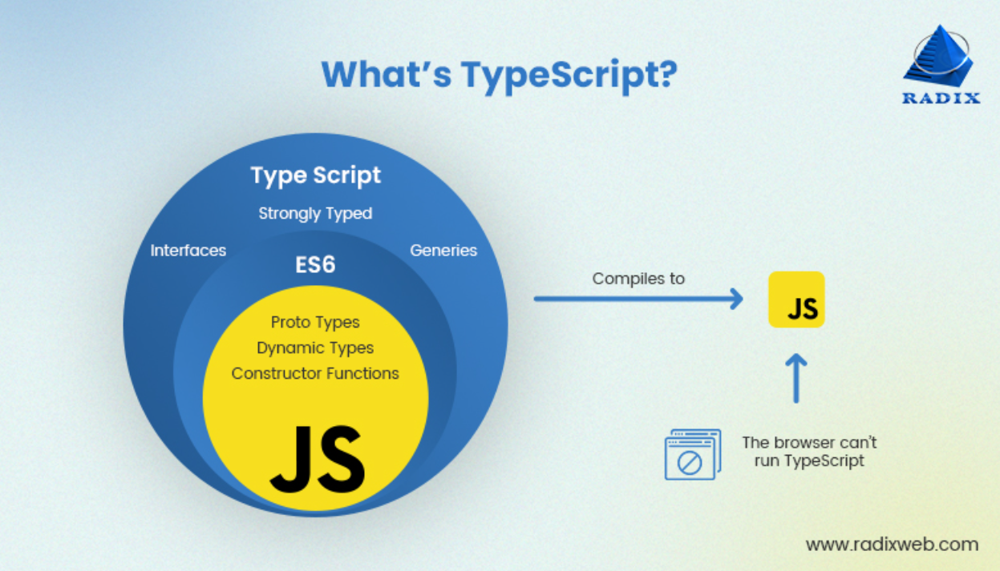 What's TypeScript?
RADIX
Type Script
Strongly Typed
Interfaces
Generies
ES6
Proto Types
Dynamic Types
Constructor Functions
JS
Compiles to
JS
The browser can't
run TypeScript
www.radixweb.com